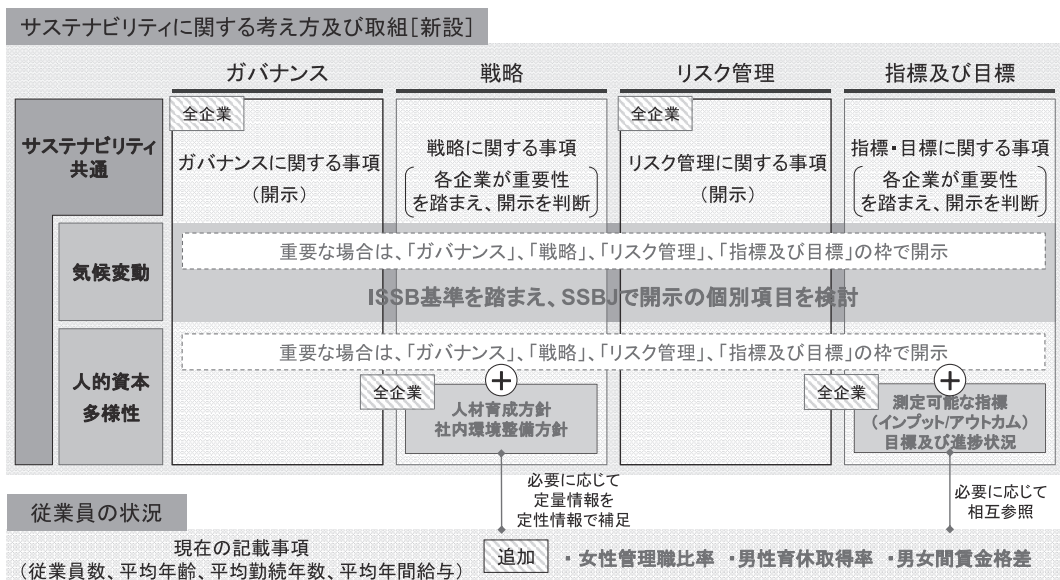 サステナビリティに関する考え方及び取組[新設]
ガバナンス
戦略
リスク管理
指標及び目標
サステナビリティ
共通
全企業
ガバナンスに関する事項
(開示)
戦略に関する事項
各企業が重要性
を踏まえ、開示を判断
全企業
リスク管理に関する事項
(開示)
指標・目標に関する事項
各企業が重要性
を踏まえ、開示を判断
気候変動
重要な場合は、「ガバナンス」、「戦略」、「リスク管理」、「指標及び目標」の枠で開示
ISSB基準を踏まえ、SSBJで開示の個別項目を検討
人的資本
多様性
重要な場合は、「ガバナンス」、「戦略」、「リスク管理」、「指標及び目標」の枠で開示
全企業
+
人材育成方針
社内環境整備方針
全企業
+
測定可能な指標
(インプット/アウトカム)
目標及び進捗状況
必要に応じて
定量情報を
定性情報で補足
必要に応じて
相互参照
従業員の状況
現在の記載事項
(従業員数、平均年齢、平均勤続年数、平均年間給与)
追加
・女性管理職比率 ・男性育休取得率 ・男女間賃金格差